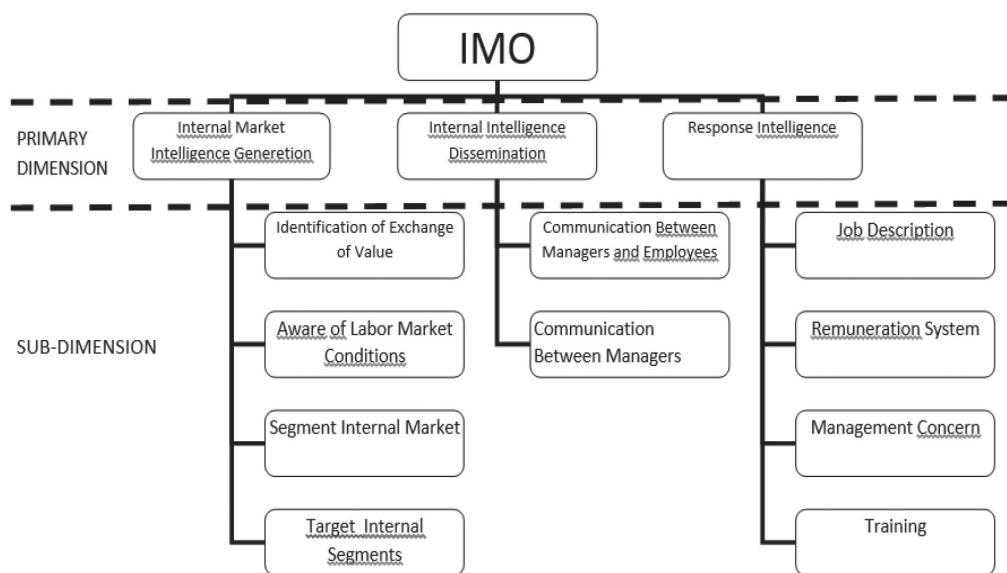 IMO
PRIMARY
DIMENSION
Internal Market
Intelligence Generetion
Internal Intelligence
Dissemination
Response Intelligence
SUB-DIMENSION
Identification of Exchange
of Value
Aware of Labor Market
Conditions
Segment Internal Market
Target Internal
Segments
Communication Between
Managers and Employees
Communication
Between Managers
Job Description
Remuneration System
Management Concern
Training